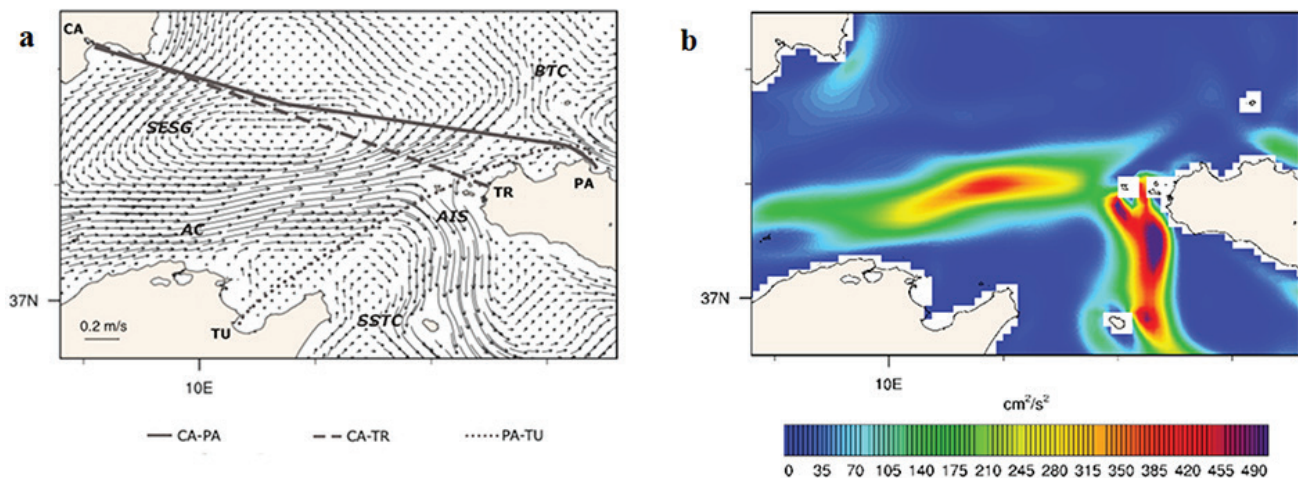 a
CA
BTC
SESG
PA
TR
AIS
AC
37N
SSTC
TU
0.2 m/s
10E
CA-PA
CA-TR
PA-TU
b
37N
10E
cm²/s²
0 35 70 105 140 175 210 245 280 315 350 385 420 455 490